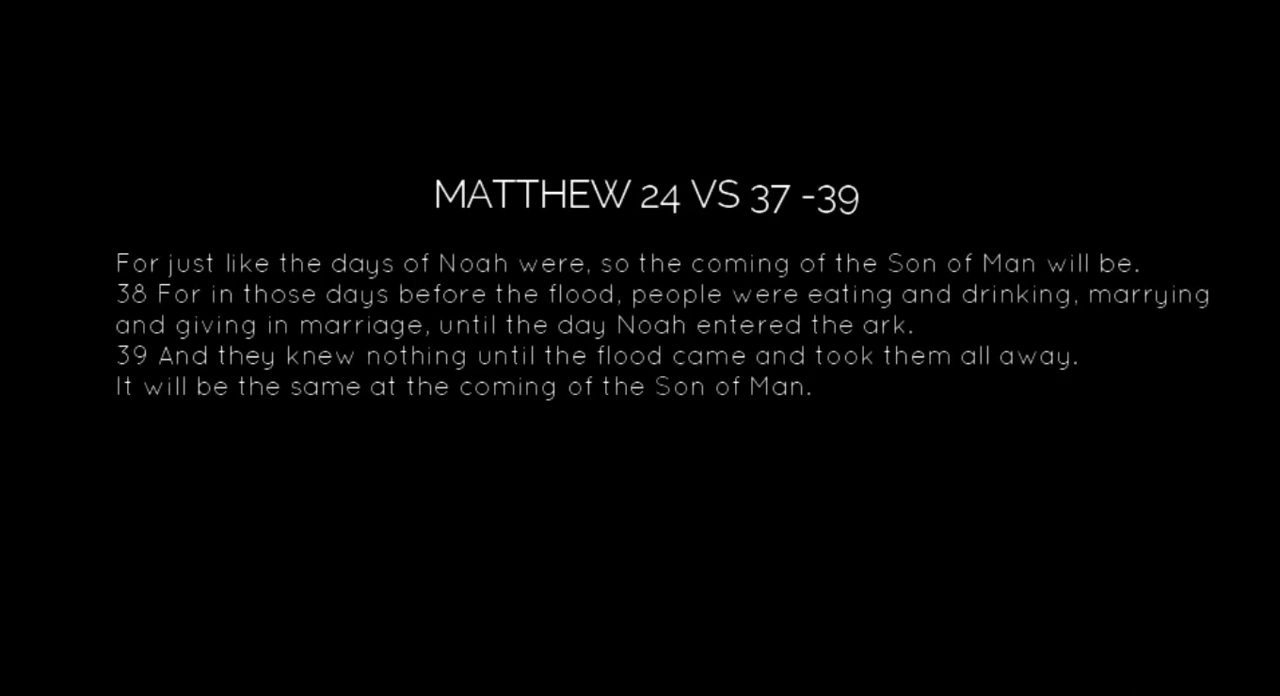 MATTHEW 24 VS 37 -39
For just like the days of Noah were, so the coming of the Son of Man will be.
38 For in those days before the flood, people were eating and drinking, marrying
and giving in marriage, until the day Noah entered the ark.
39 And they knew nothing until the flood came and took them all away.
It will be the same at the coming of the Son of Man.